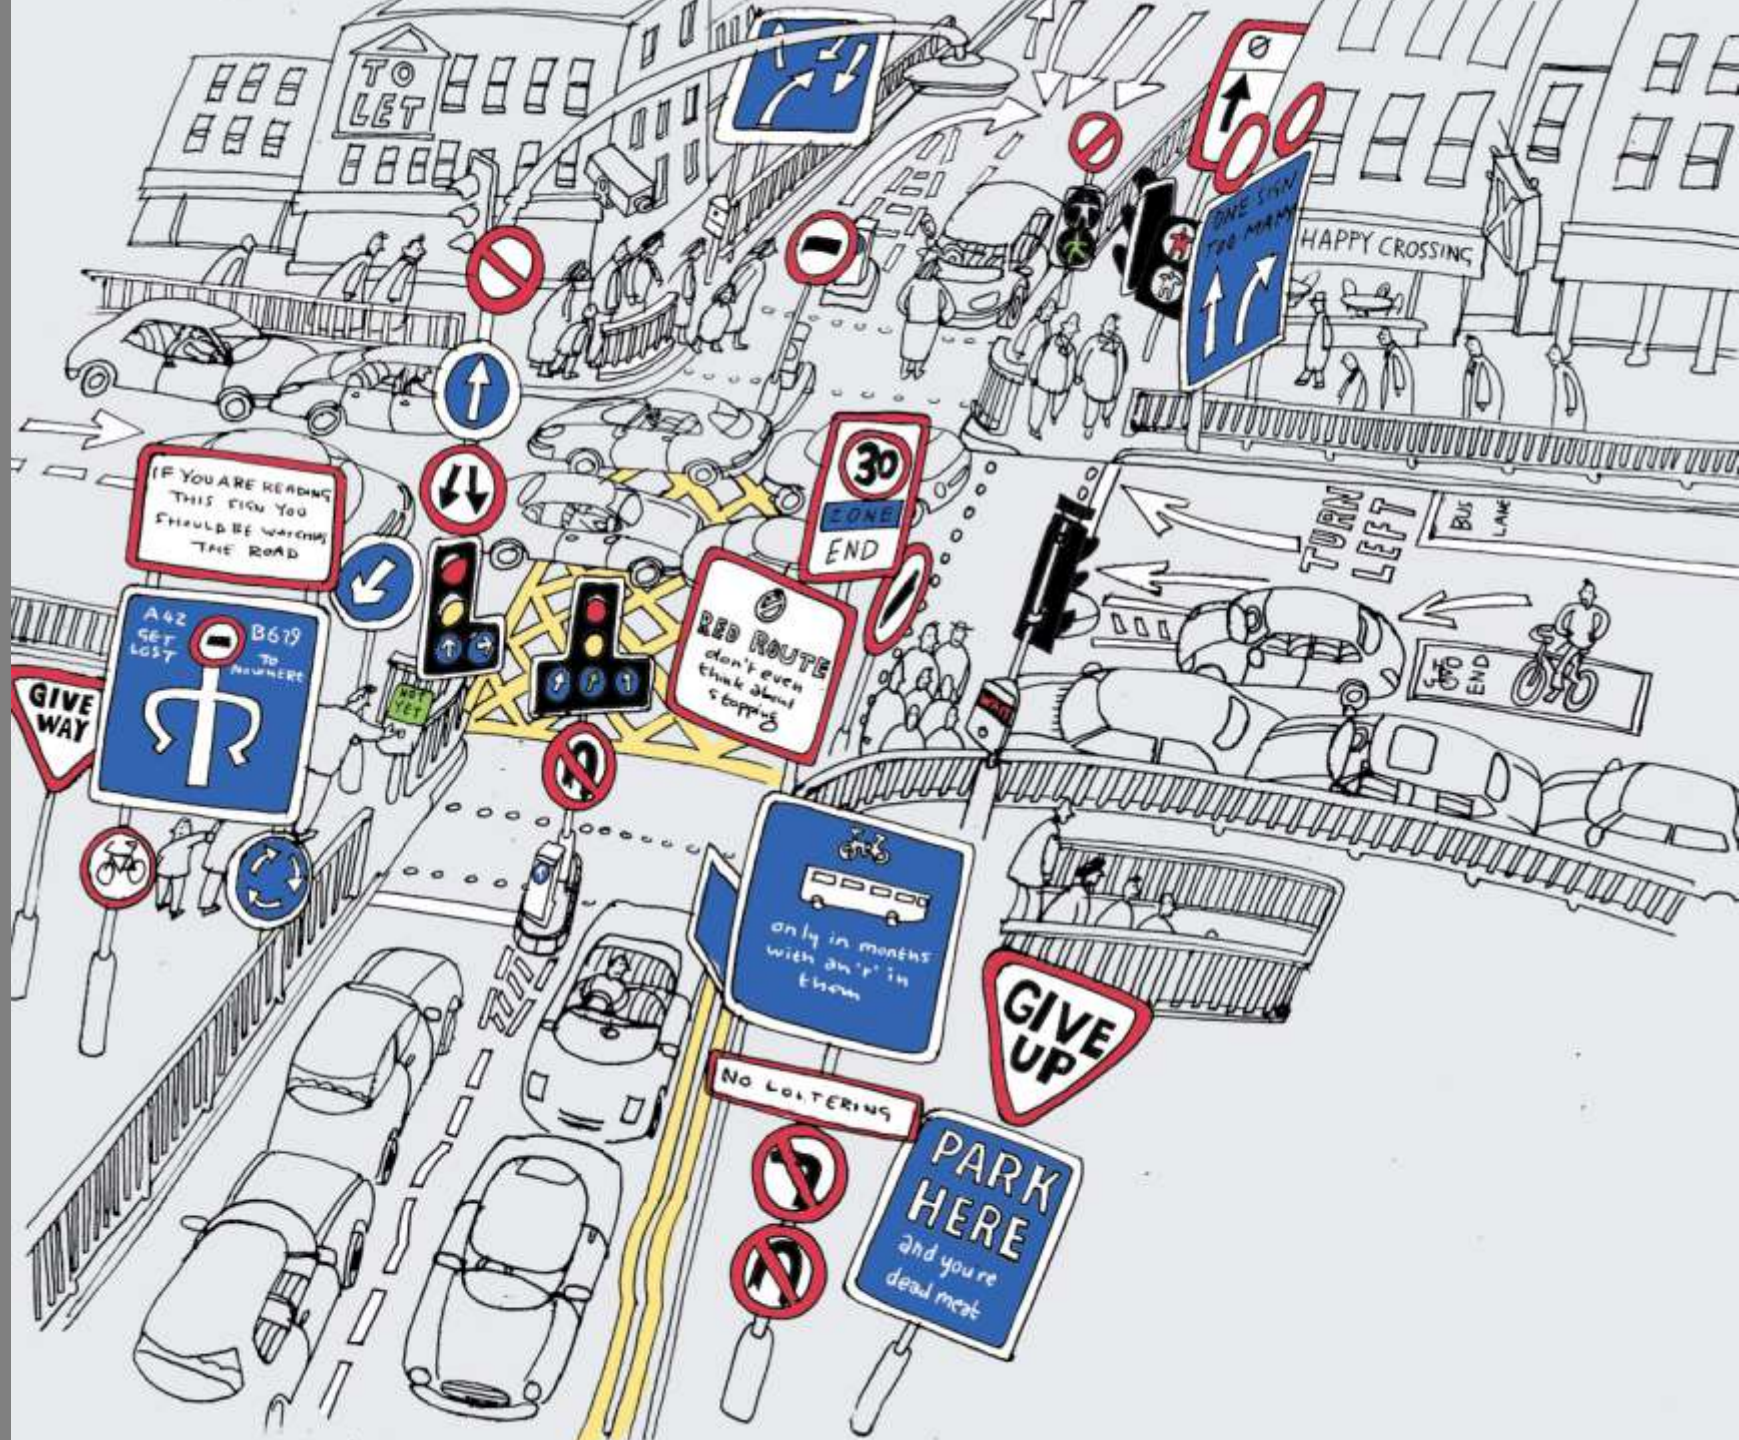 TO
LET
ONE SIGN
TOO MANY
HAPPY CROSSING
IF YOU ARE READING
THIS SIGN YOU
SHOULD BE WATCHING
THE ROAD
30
ZONE
END
TURN
LEFT
BUS
LANE
A42
GET
LOST
B679
TO
NOWHERE
GIVE
WAY
NOT
YET
RED ROUTE
don't even
think about
stopping
WAIT
END
only in months
with an 'r' in
them
GIVE
UP
NO LOITERING
PARK
HERE
and you're
dead meat